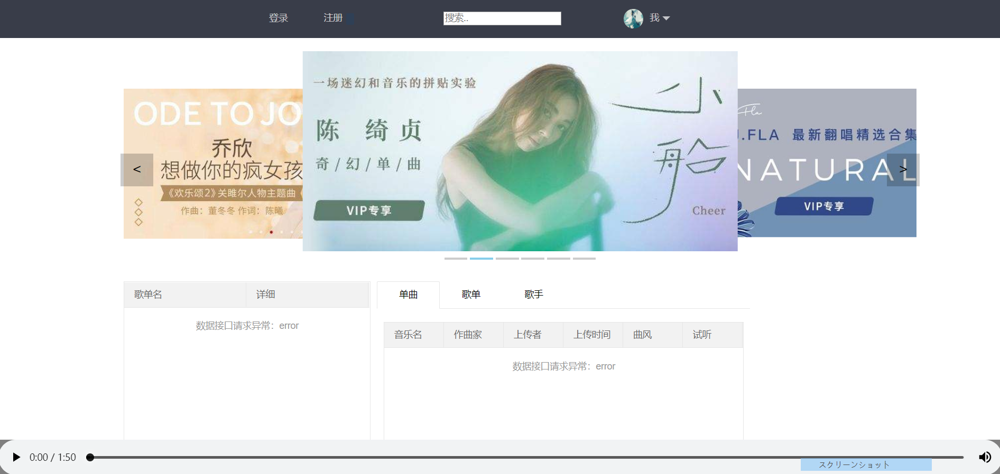 登录 注册 搜索.. 我
ODE TO JO
乔欣
想做你的疯女孩
《欢乐颂2》关雎尔人物主题曲
作曲：董冬冬 作词：陈曦
<
一场迷幻和音乐的拼贴实验
陈 绮贞
奇/幻/单/曲
VIP专享
小船
Cheer
Fla
J.FLA 最新翻唱精选合集
NATURAL
VIP专享
>
歌单名 详细
数据接口请求异常：error
单曲 歌单 歌手
音乐名 作曲家 上传者 上传时间 曲风 试听
数据接口请求异常：error
0:00 / 1:50
スクリーンショット